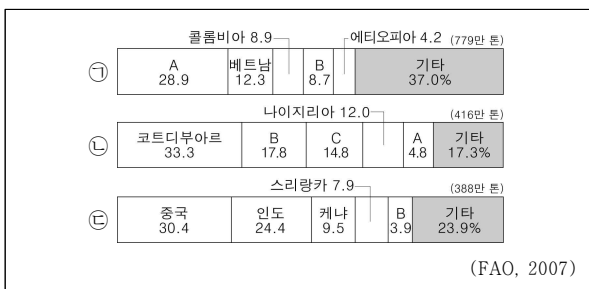 콜롬비아 8.9 에티오피아 4.2 (779만 톤)
㉠ A 베트남 B 기타
28.9 12.3 8.7 37.0%
나이지리아 12.0 (416만 톤)
㉡ 코트디부아르 B C A 기타
33.3 17.8 14.8 4.8 17.3%
스리랑카 7.9 (388만 톤)
㉢ 중국 인도 케냐 B 기타
30.4 24.4 9.5 3.9 23.9%
(FAO, 2007)